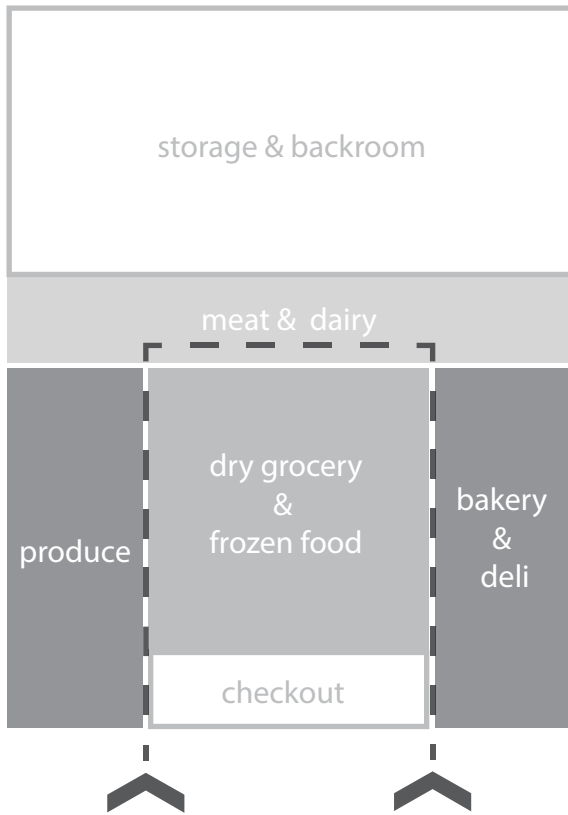 storage & backroom
meat & dairy
produce
dry grocery
&
frozen food
bakery
&
deli
checkout